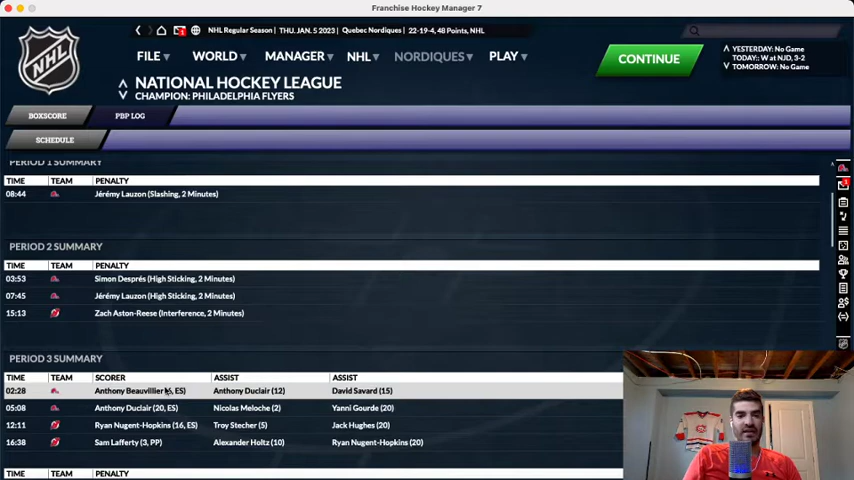 Franchise Hockey Manager 7
NHL Regular Season | THU. JAN. 5 2023 | Quebec Nordiques | 22-19-4, 48 Points, NHL
NHL
FILE WORLD MANAGER NHL NORDIQUES PLAY
CONTINUE
YESTERDAY: No Game
TODAY:: W at NJD, 3-2
TOMORROW: No Game
NATIONAL HOCKEY LEAGUE
CHAMPION: PHILADELPHIA FLYERS
BOXSCORE PBP LOG
SCHEDULE
PERIOD 1 SUMMARY
TIME TEAM PENALTY
08:44 Jérémy Lauzon (Slashing, 2 Minutes)
PERIOD 2 SUMMARY
TIME TEAM PENALTY
03:53 Simon Després (High Sticking, 2 Minutes)
07:45 Jérémy Lauzon (High Sticking, 2 Minutes)
15:13 Zach Aston-Reese (Interference, 2 Minutes)
PERIOD 3 SUMMARY
TIME TEAM SCORER ASSIST ASSIST
02:28 Anthony Beauvillier 6, ES) Anthony Duclair (12) David Savard (15)
05:08 Anthony Duclair (20, ES) Nicolas Meloche (2) Yanni Gourde (20)
12:11 Ryan Nugent-Hopkins (16, ES) Troy Stecher (5) Jack Hughes (20)
16:38 Sam Lafferty (3, PP) Alexander Holtz (10) Ryan Nugent-Hopkins (20)
TIME TEAM PENALTY